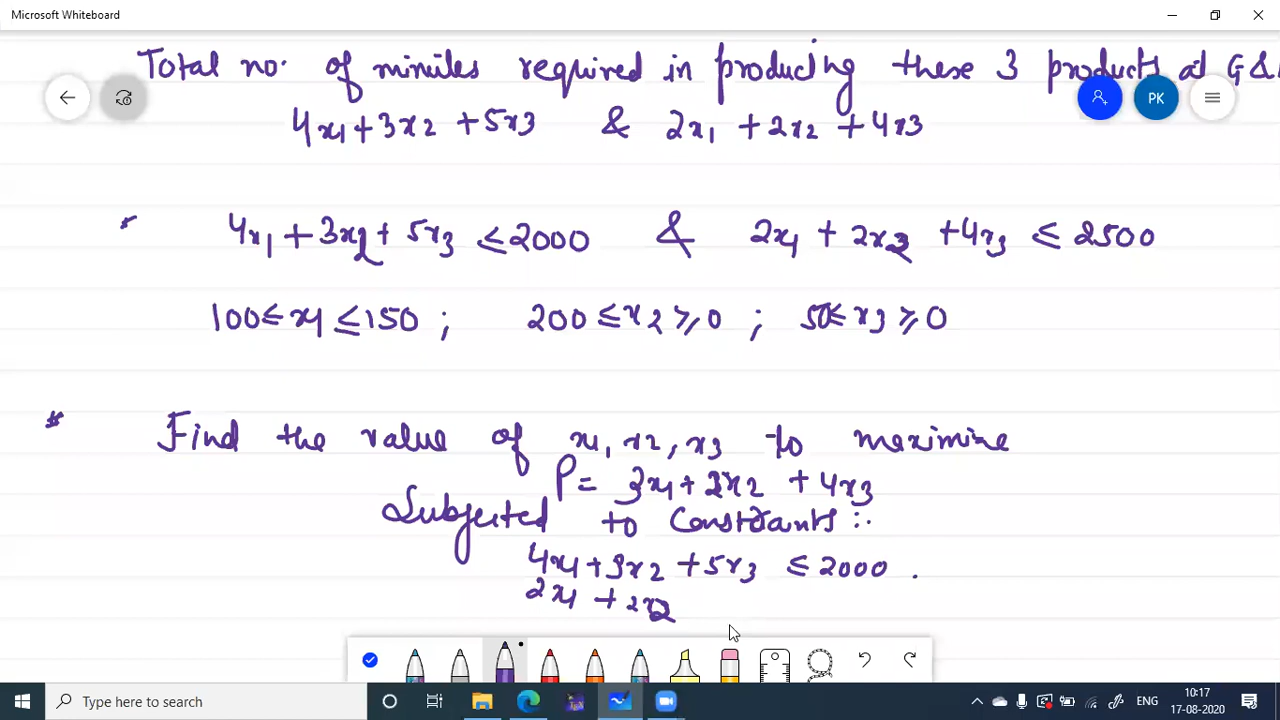 Microsoft Whiteboard
Total no. of minutes required in producing these 3 products at G &
PK
4x1 + 3x2 + 5x3 & 2x1 + 2x2 + 4x3
* 4x1 + 3x2 + 5x3 ≤ 2000 & 2x1 + 2x2 + 4x3 ≤ 2500
100 ≤ x1 ≤ 150 ; 200 ≤ x2 ≥ 0 ; 50 ≤ x3 ≥ 0
* Find the value of x1, x2, x3 to maximize
P = 3x1 + 2x2 + 4x3
Subjected to Constraints :.
4x1 + 3x2 + 5x3 ≤ 2000 .
2x1 + 2x2
Type here to search
ENG
10:17
17-08-2020